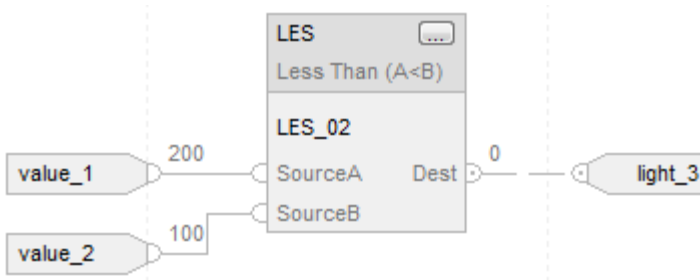 LES ...
Less Than (A<B)
LES_02
200 0
value_1 SourceA Dest light_3
SourceB
100
value_2